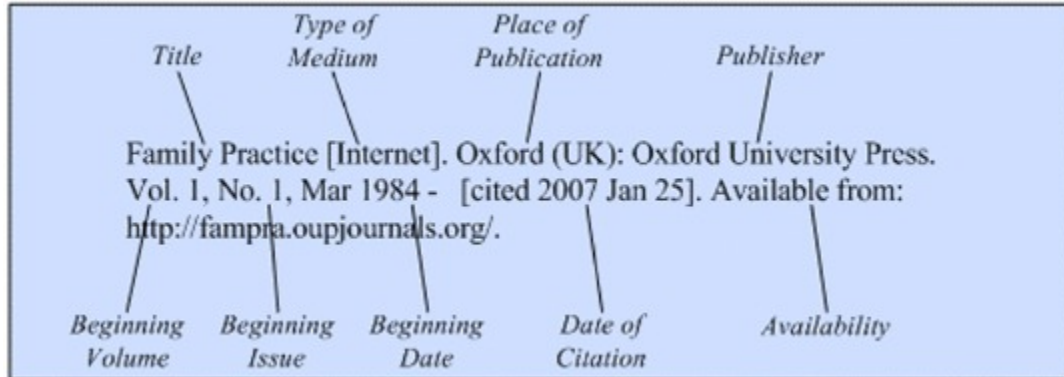 Type of Place of
Title Medium Publication Publisher
Family Practice [Internet]. Oxford (UK): Oxford University Press.
Vol. 1, No. 1, Mar 1984 - [cited 2007 Jan 25]. Available from:
http://fampra.oupjournals.org/.
Beginning Beginning Beginning Date of Availability
Volume Issue Date Citation